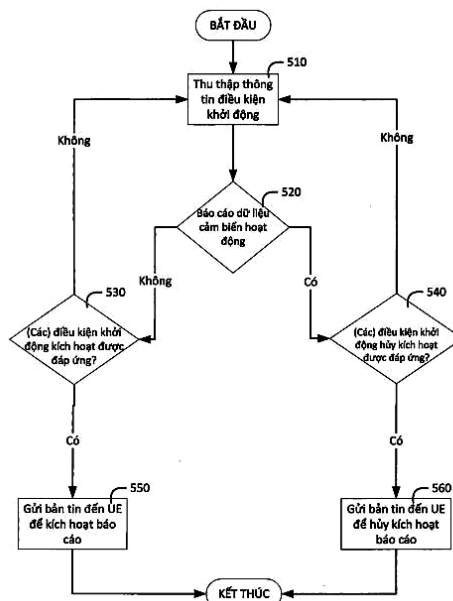 BẮT ĐẦU
510
Thu thập thông
tin điều kiện
khởi động
Không
Không
520
Báo cáo dữ liệu
cảm biến hoạt
động
Không
Có
530
(Các) điều kiện khởi
động kích hoạt được
đáp ứng?
540
(Các) điều kiện khởi
động hủy kích hoạt
được đáp ứng?
Có
Có
550
Gửi bản tin đến UE
để kích hoạt báo
cáo
560
Gửi bản tin đến UE
để hủy kích hoạt
báo cáo
KẾT THÚC